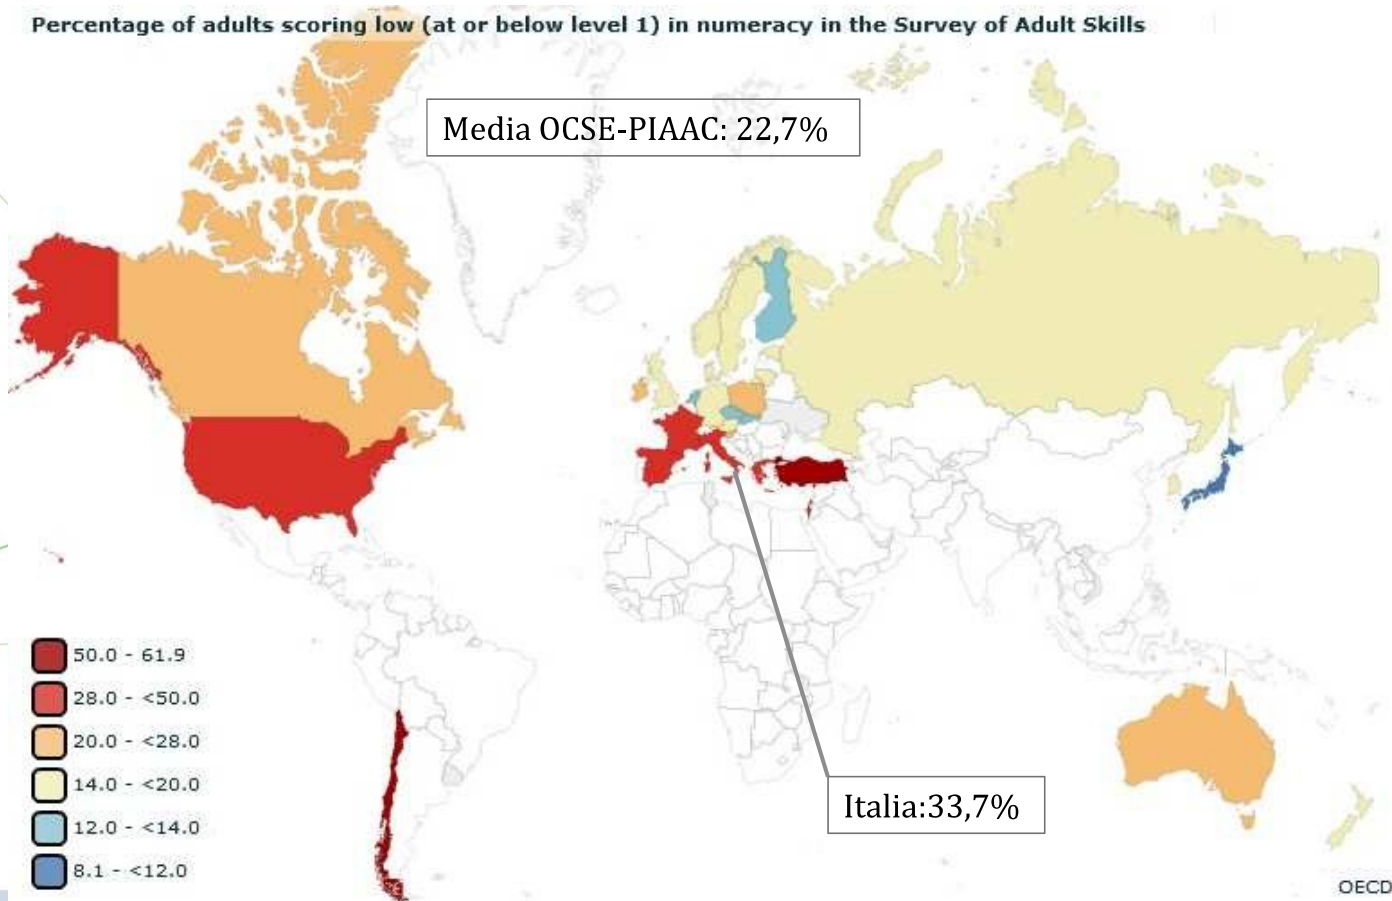 Percentage of adults scoring low (at or below level 1) in numeracy in the Survey of Adult Skills
Media OCSE-PIAAC: 22,7%
50.0 - 61.9
28.0 - <50.0
20.0 - <28.0
14.0 - <20.0
12.0 - <14.0
8.1 - <12.0
Italia:33,7%
OECD